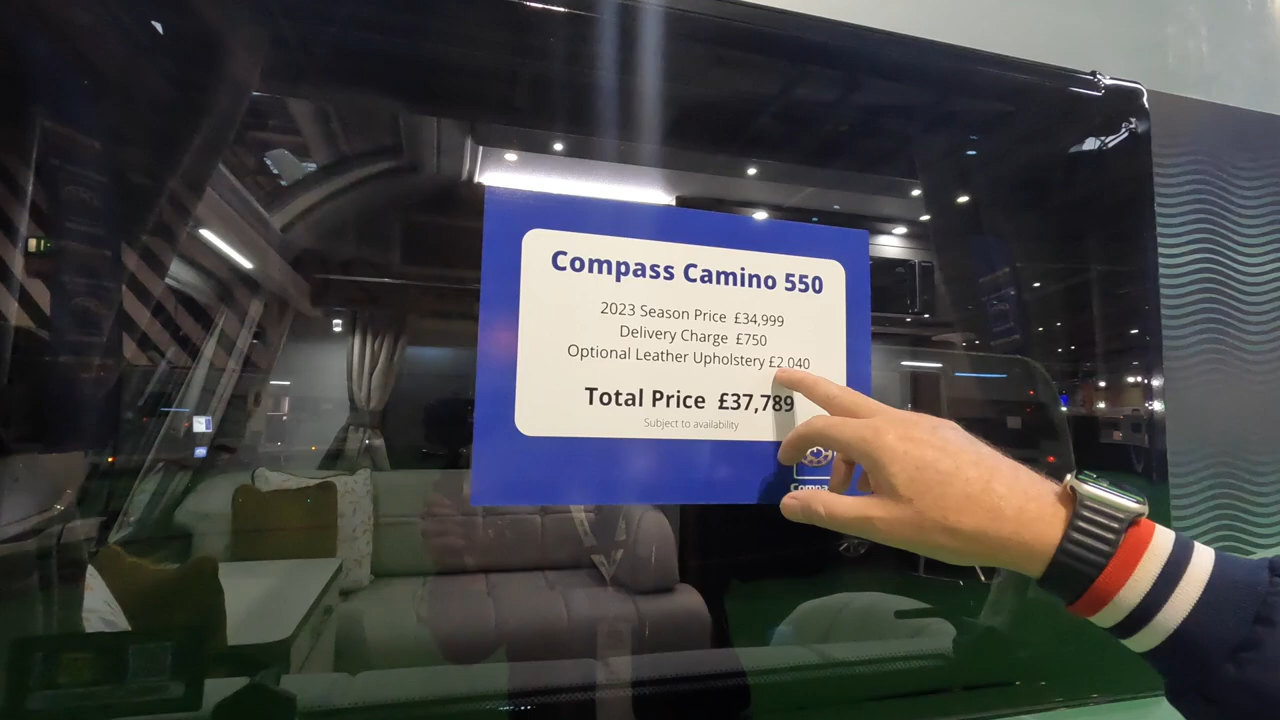 Compass Camino 550
2023 Season Price £34,999
Delivery Charge £750
Optional Leather Upholstery £2,040
Total Price £37,789
Subject to availability